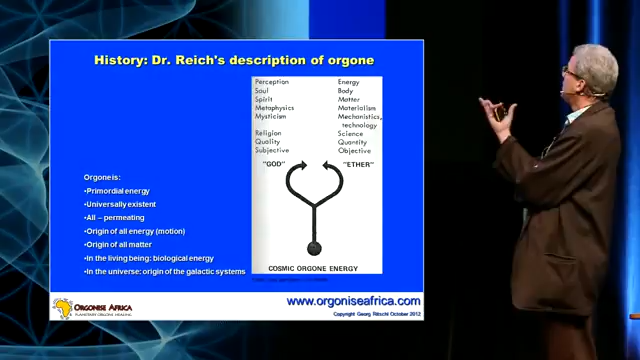 History: Dr. Reich's description of orgone
Perception Energy
Soul Body
Spirit Matter
Metaphysics Materialism
Mysticism Mechanistics,
technology
Religion Science
Quality Quantity
Subjective Objective
"GOD" "ETHER"
COSMIC ORGONE ENERGY
Orgone is:
•Primordial energy
•Universally existent
•All – permeating
•Origin of all energy (motion)
•Origin of all matter
•In the living being: biological energy
•In the universe: origin of the galactic systems
ORGONISE AFRICA
PLANETARY ORGONE HEALING
www.orgoniseafrica.com
Copyright Georg Ritschl October 2012